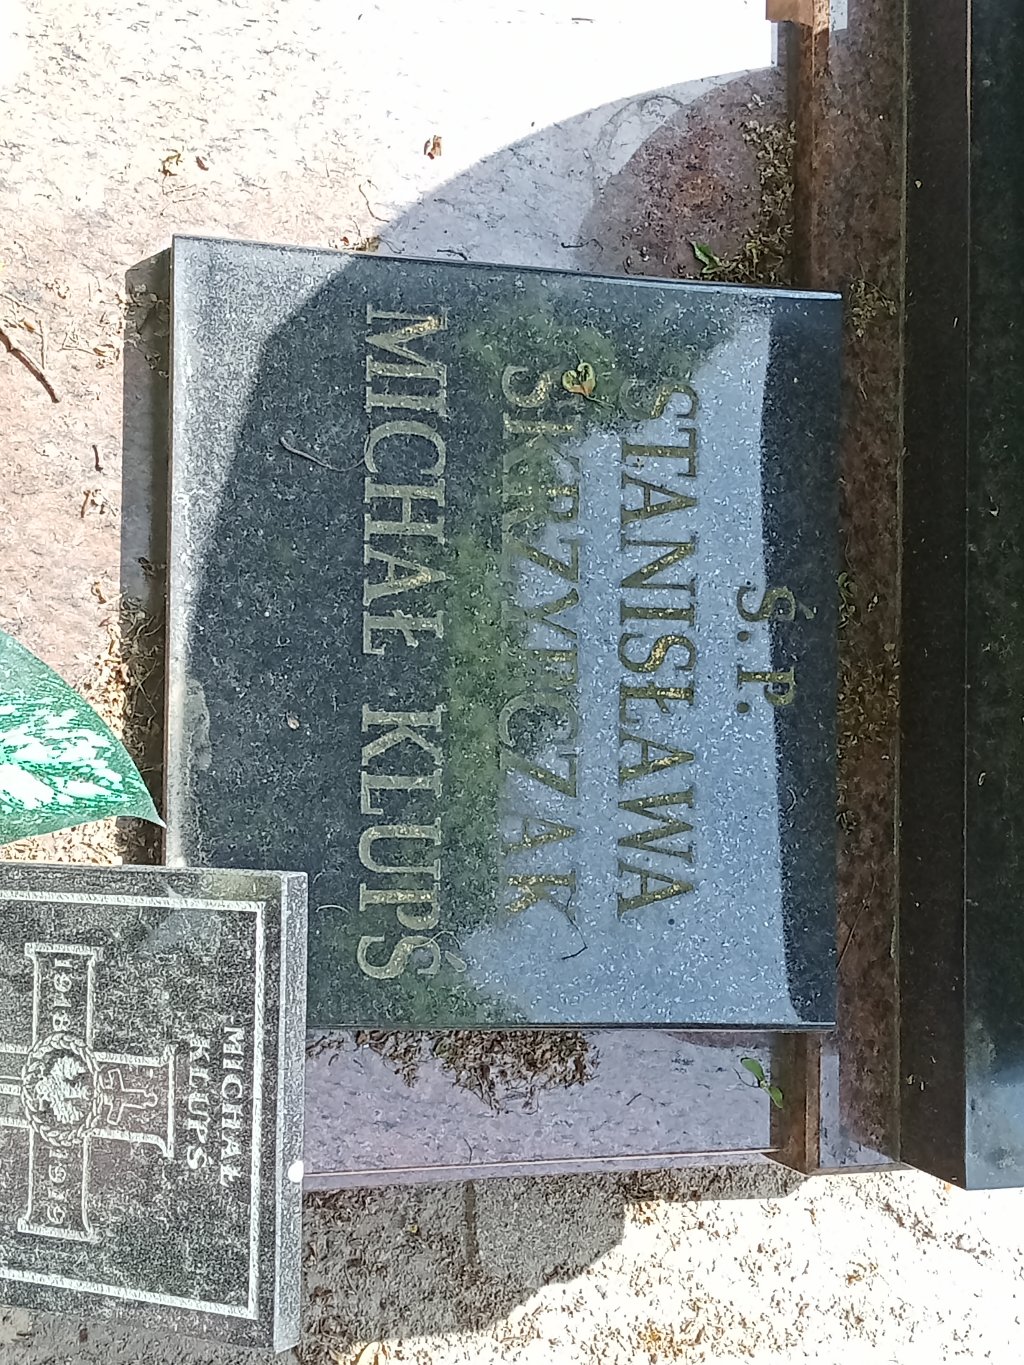 Ś.P.
STANISŁAWA
SKRZYPCZAK
MICHAŁ KLUPŚ
MICHAŁ
KLUPŚ
1918 1919